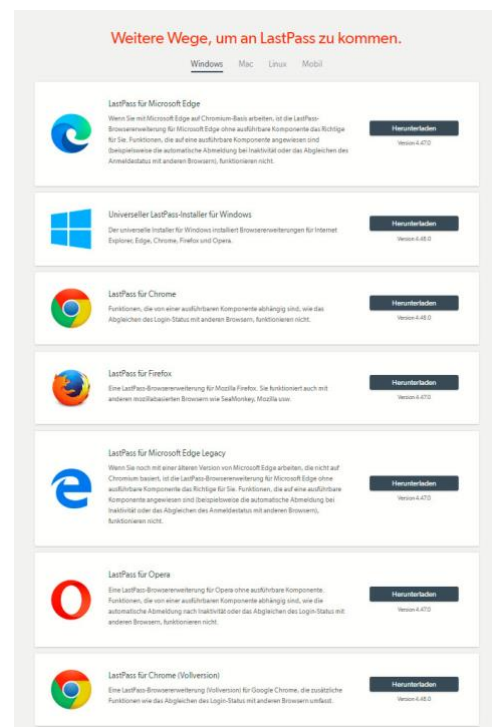 Weitere Wege, um an LastPass zu kommen.
Windows Mac Linux Mobil
LastPass für Microsoft Edge
Wenn Sie mit Microsoft Edge auf Chromium-Basis arbeiten, ist die LastPass-
Browsererweiterung für Microsoft Edge ohne ausführbare Komponente das Richtige
für Sie. Funktionen, die auf eine ausführbare Komponente angewiesen sind
(beispielsweise die automatische Abmeldung bei Inaktivität oder das Abgleichen des
Anmeldestatus mit anderen Browsern), funktionieren nicht.
Herunterladen
Version 4.47.0
Universeller LastPass-Installer für Windows
Der universelle Installer für Windows installiert Browsererweiterungen für Internet
Explorer, Edge, Chrome, Firefox und Opera.
Herunterladen
Version 4.48.0
LastPass für Chrome
Funktionen, die von einer ausführbaren Komponente abhängig sind, wie das
Abgleichen des Login-Status mit anderen Browsern, funktionieren nicht.
Herunterladen
Version 4.48.0
LastPass für Firefox
Eine LastPass-Browsererweiterung für Mozilla Firefox. Sie funktioniert auch mit
anderen mozillabasierten Browsern wie SeaMonkey, Mozilla usw.
Herunterladen
Version 4.47.0
LastPass für Microsoft Edge Legacy
Wenn Sie noch mit einer älteren Version von Microsoft Edge arbeiten, die nicht auf
Chromium basiert, ist die LastPass-Browsererweiterung für Microsoft Edge ohne
ausführbare Komponente das Richtige für Sie. Funktionen, die auf eine ausführbare
Komponente angewiesen sind (beispielsweise die automatische Abmeldung bei
Inaktivität oder das Abgleichen des Anmeldestatus mit anderen Browsern),
funktionieren nicht.
Herunterladen
Version 4.47.0
LastPass für Opera
Eine LastPass-Browsererweiterung für Opera ohne ausführbare Komponente.
Funktionen, die von einer ausführbaren Komponente abhängig sind, wie die
automatische Abmeldung nach Inaktivität oder das Abgleichen des Login-Status mit
anderen Browsern, funktionieren nicht.
Herunterladen
Version 4.47.0
LastPass für Chrome (Vollversion)
Eine LastPass-Browsererweiterung (Vollversion) für Google Chrome, die zusätzliche
Funktionen wie das Abgleichen des Login-Status mit anderen Browsern umfasst.
Herunterladen
Version 4.48.0